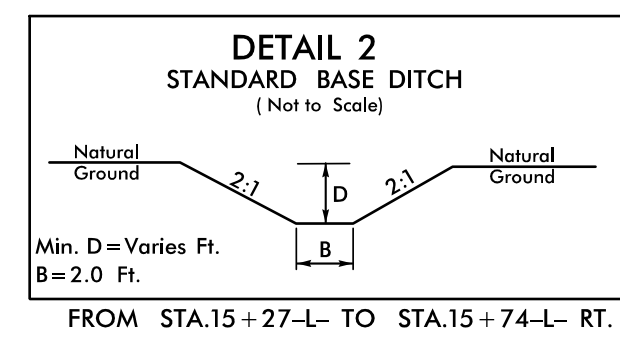 DETAIL 2
STANDARD BASE DITCH
( Not to Scale)
Natural
Ground
2:1
D
2:1
Natural
Ground
B
Min. D=Varies Ft.
B=2.0 Ft.
FROM STA.15+27-L- TO STA.15+74-L- RT.